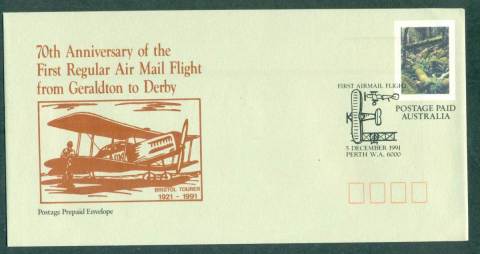 70th Anniversary of the
First Regular Air Mail Flight
from Geraldton to Derby
BRISTOL TOURER
1921 - 1991
Postage Prepaid Envelope
FIRST AIRMAIL FLIGHT
5 DECEMBER 1991
PERTH W.A. 6000
POSTAGE PAID
AUSTRALIA